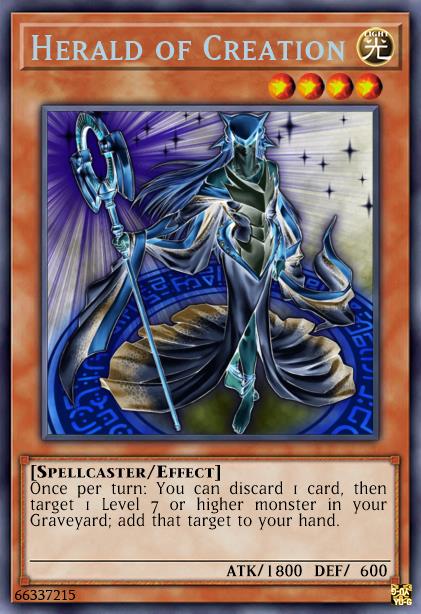 HERALD OF CREATION
LIGHT
光
[SPELLCASTER/EFFECT]
Once per turn: You can discard 1 card, then
target 1 Level 7 or higher monster in your
Graveyard; add that target to your hand.
ATK/1800 DEF/ 600
66337215